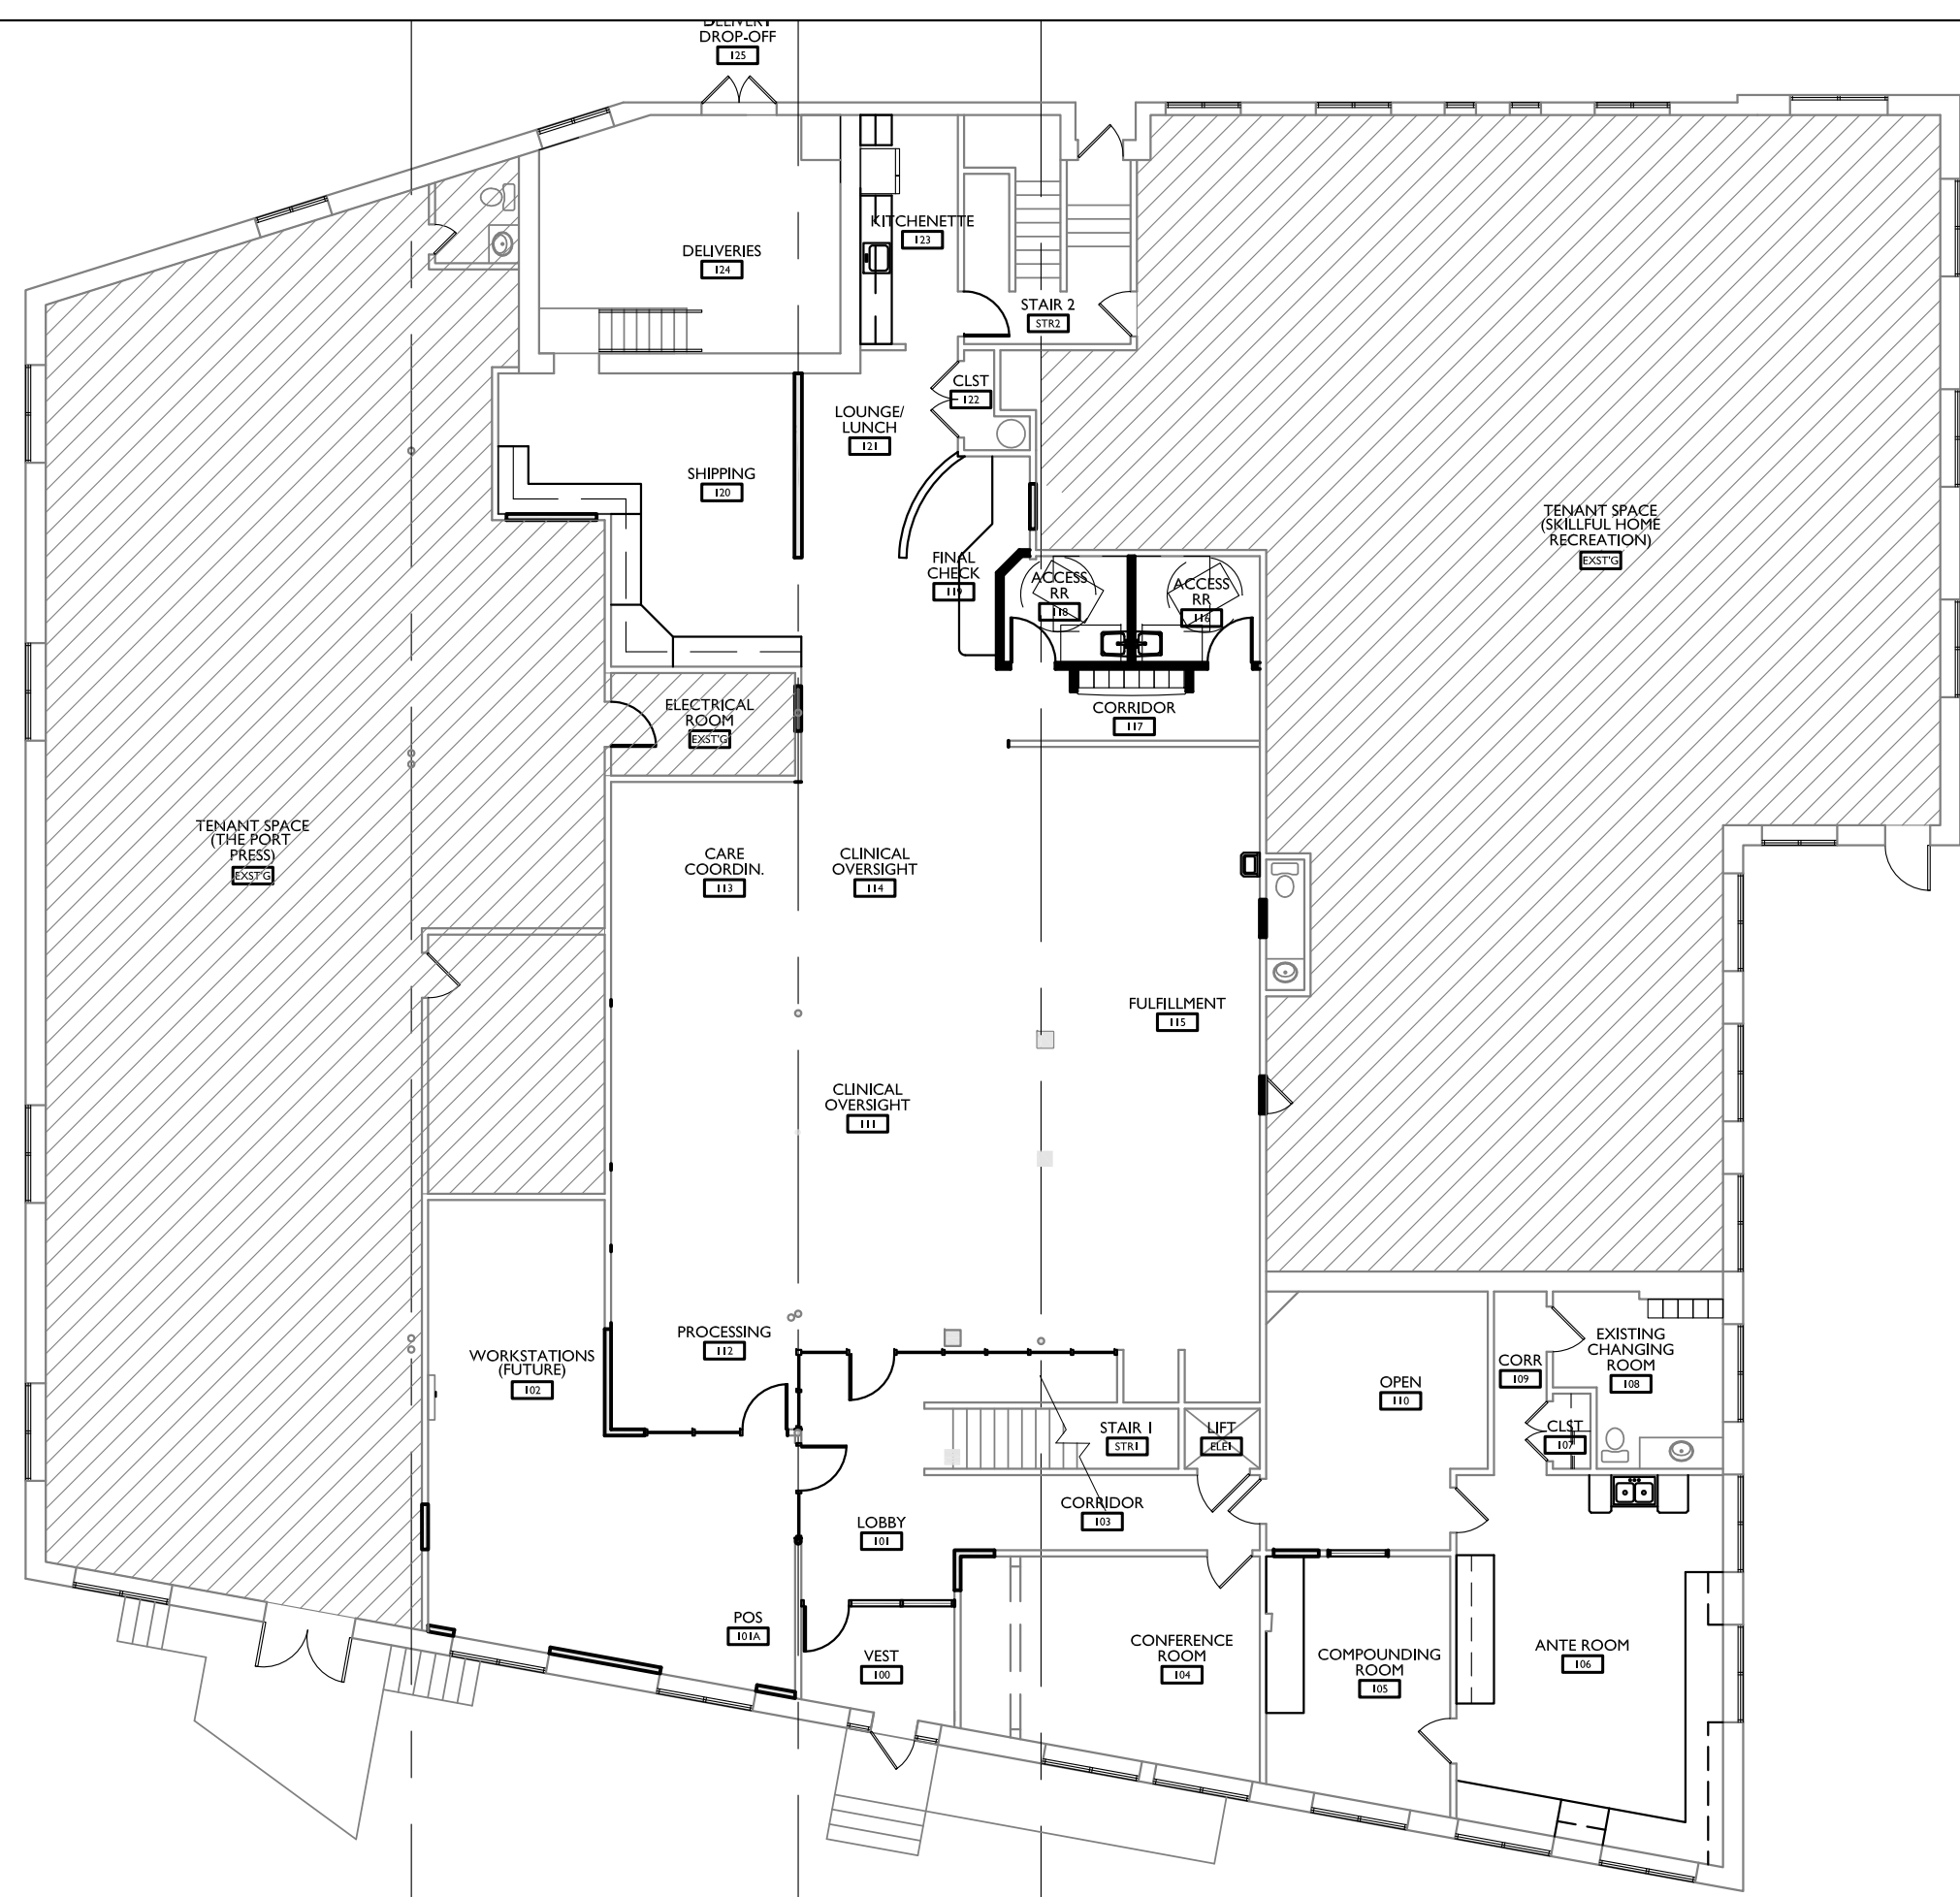 DELIVERY
DROP-OFF
125
KITCHENETTE
123
DELIVERIES
124
STAIR 2
STR2
CLST
122
LOUNGE/
LUNCH
121
SHIPPING
120
TENANT SPACE
(SKILLFUL HOME
RECREATION)
EXST'G
FINAL
CHECK
119
ACCESS
RR
118
ACCESS
RR
116
ELECTRICAL
ROOM
EXST'G
CORRIDOR
117
TENANT SPACE
(THE PORT
PRESS)
EXST'G
CARE
COORDIN.
113
CLINICAL
OVERSIGHT
114
FULFILLMENT
115
CLINICAL
OVERSIGHT
111
PROCESSING
112
WORKSTATIONS
(FUTURE)
102
EXISTING
CHANGING
ROOM
108
CORR
109
OPEN
110
STAIR 1
STR1
LIFT
ELE1
CLST
107
CORRIDOR
103
LOBBY
101
POS
101A
VEST
100
CONFERENCE
ROOM
104
COMPOUNDING
ROOM
105
ANTE ROOM
106